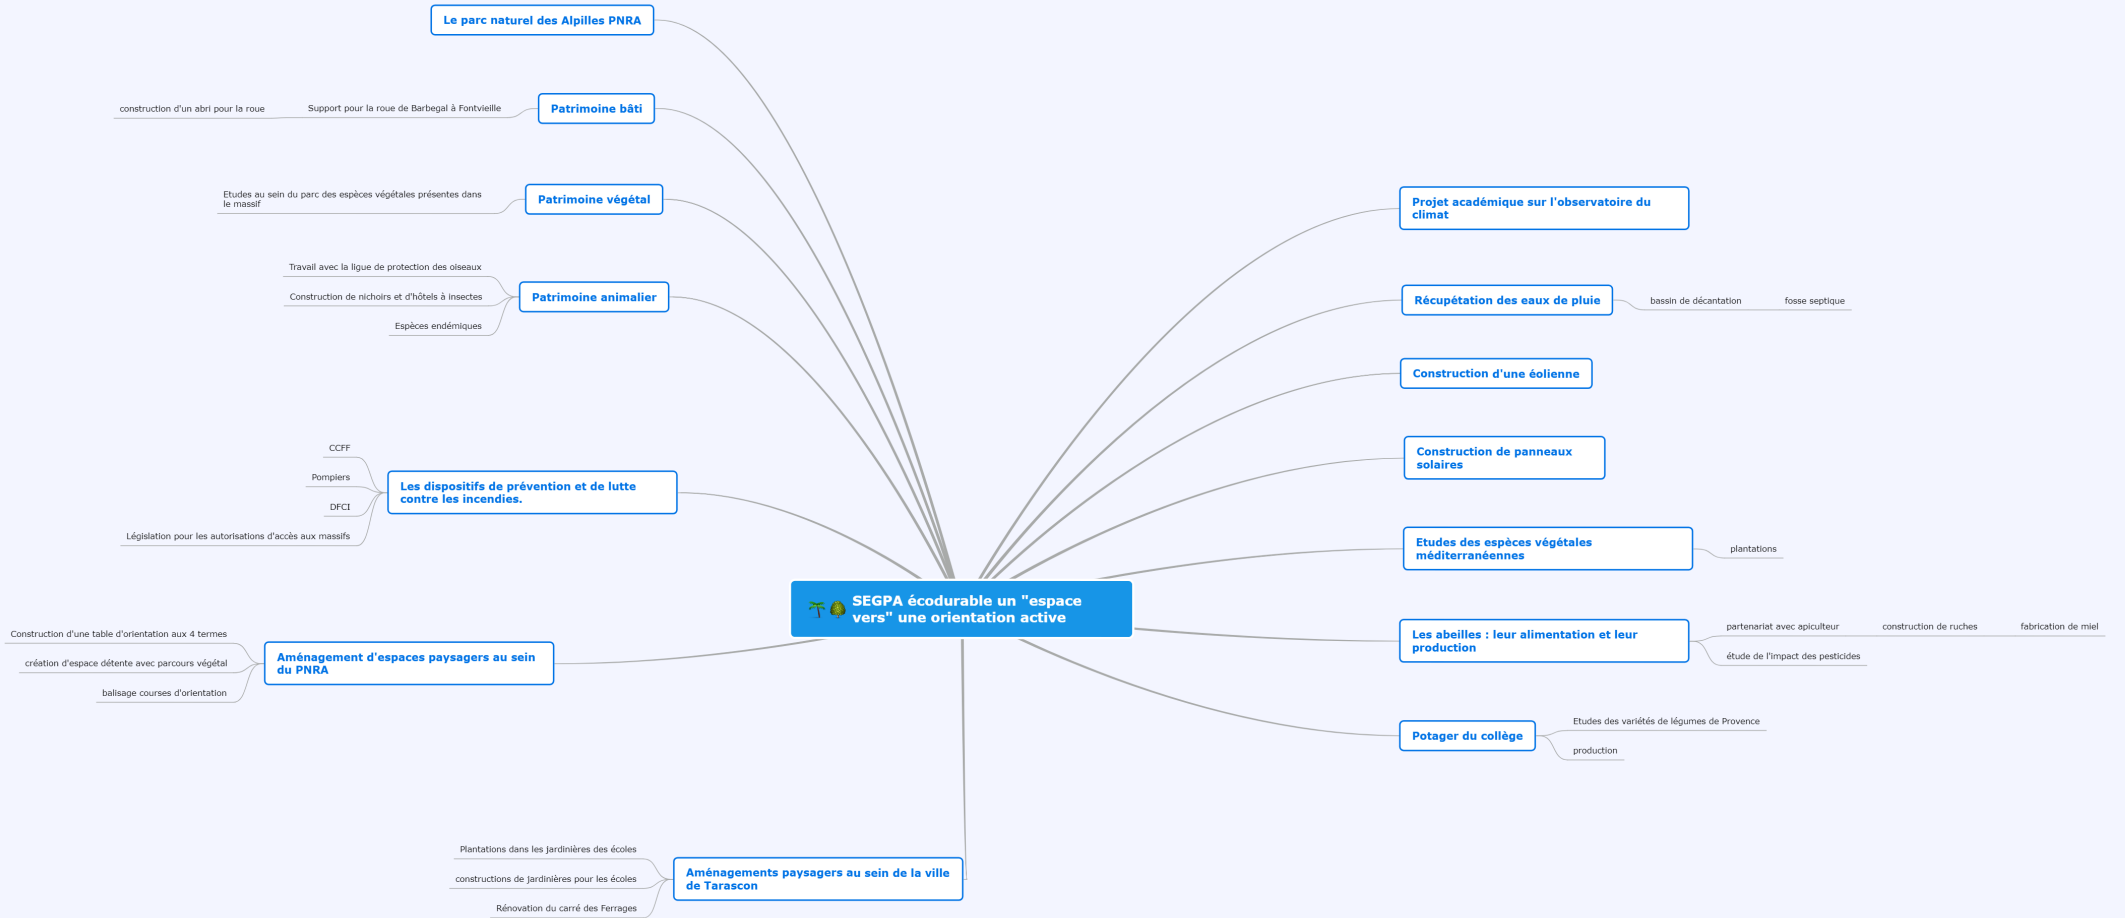 Le parc naturel des Alpilles PNRA
Patrimoine bâti
Support pour la roue de Barbegal à Fontvieille
construction d'un abri pour la roue
Patrimoine végétal
Etudes au sein du parc des espèces végétales présentes dans
le massif
Patrimoine animalier
Travail avec la ligue de protection des oiseaux
Construction de nichoirs et d'hôtels à insectes
Espèces endémiques
Les dispositifs de prévention et de lutte
contre les incendies.
CCFF
Pompiers
DFCI
Législation pour les autorisations d'accès aux massifs
SEGPA écodurable un "espace
vers" une orientation active
Aménagement d'espaces paysagers au sein
du PNRA
Construction d'une table d'orientation aux 4 termes
création d'espace détente avec parcours végétal
balisage courses d'orientation
Aménagements paysagers au sein de la ville
de Tarascon
Plantations dans les jardinières des écoles
constructions de jardinières pour les écoles
Rénovation du carré des Ferrages
Projet académique sur l'observatoire du
climat
Récupétation des eaux de pluie
bassin de décantation
fosse septique
Construction d'une éolienne
Construction de panneaux
solaires
Etudes des espèces végétales
méditerranéennes
plantations
Les abeilles : leur alimentation et leur
production
partenariat avec apiculteur
construction de ruches
fabrication de miel
étude de l'impact des pesticides
Potager du collège
Etudes des variétés de légumes de Provence
production